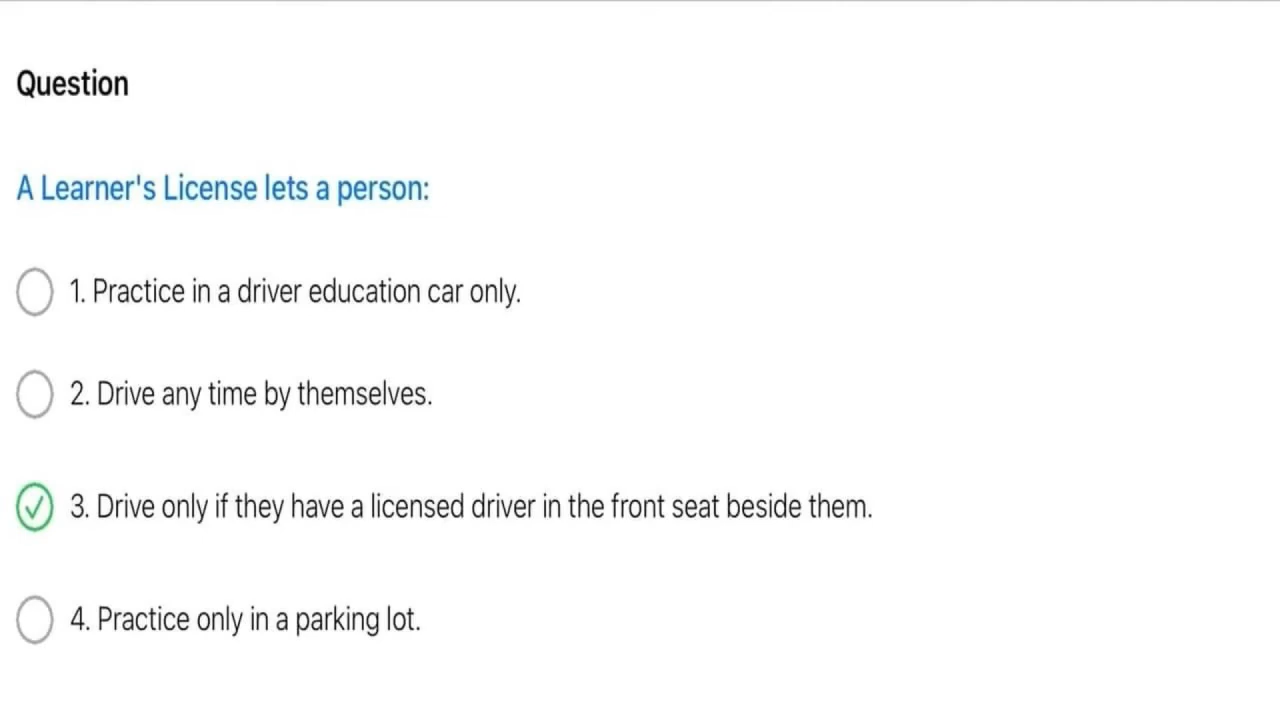 Question
A Learner's License lets a person:
1. Practice in a driver education car only.
2. Drive any time by themselves.
3. Drive only if they have a licensed driver in the front seat beside them.
4. Practice only in a parking lot.